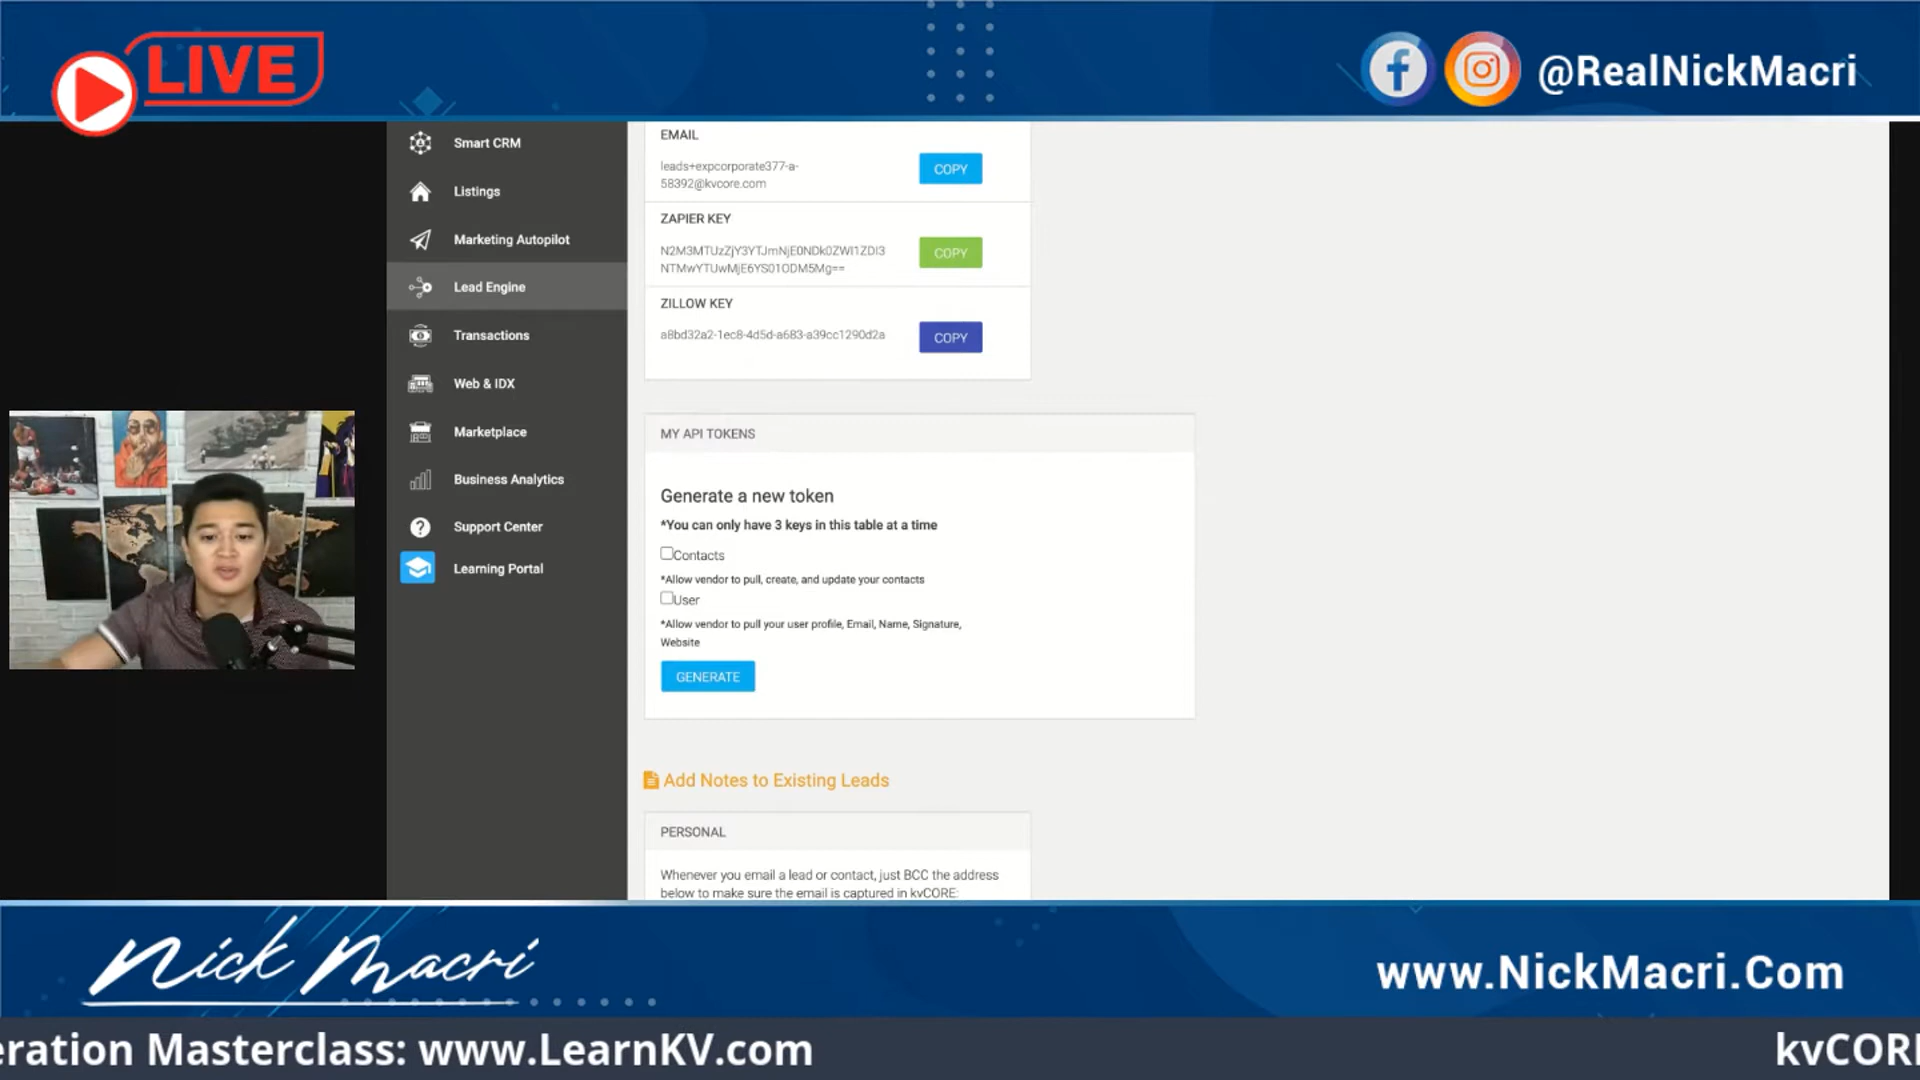 LIVE
@RealNickMacri
Smart CRM
Listings
Marketing Autopilot
Lead Engine
Transactions
Web & IDX
Marketplace
Business Analytics
Support Center
Learning Portal
EMAIL
leads+expcorporate377-a-
58392@kvcore.com
COPY
ZAPIER KEY
N2M3MTUzZjY3YTJmNjE0NDk0ZWI1ZDI3
NTMwYTUwMjE6YS01ODM5Mg==
COPY
ZILLOW KEY
a8bd32a2-1ec8-4d5d-a683-a39cc1290d2a
COPY
MY API TOKENS
Generate a new token
*You can only have 3 keys in this table at a time
Contacts
*Allow vendor to pull, create, and update your contacts
User
*Allow vendor to pull your user profile, Email, Name, Signature,
Website
GENERATE
Add Notes to Existing Leads
PERSONAL
Whenever you email a lead or contact, just BCC the address
below to make sure the email is captured in kvCORE:
Nick Macri
www.NickMacri.Com
eration Masterclass: www.LearnKV.com
kvCORE